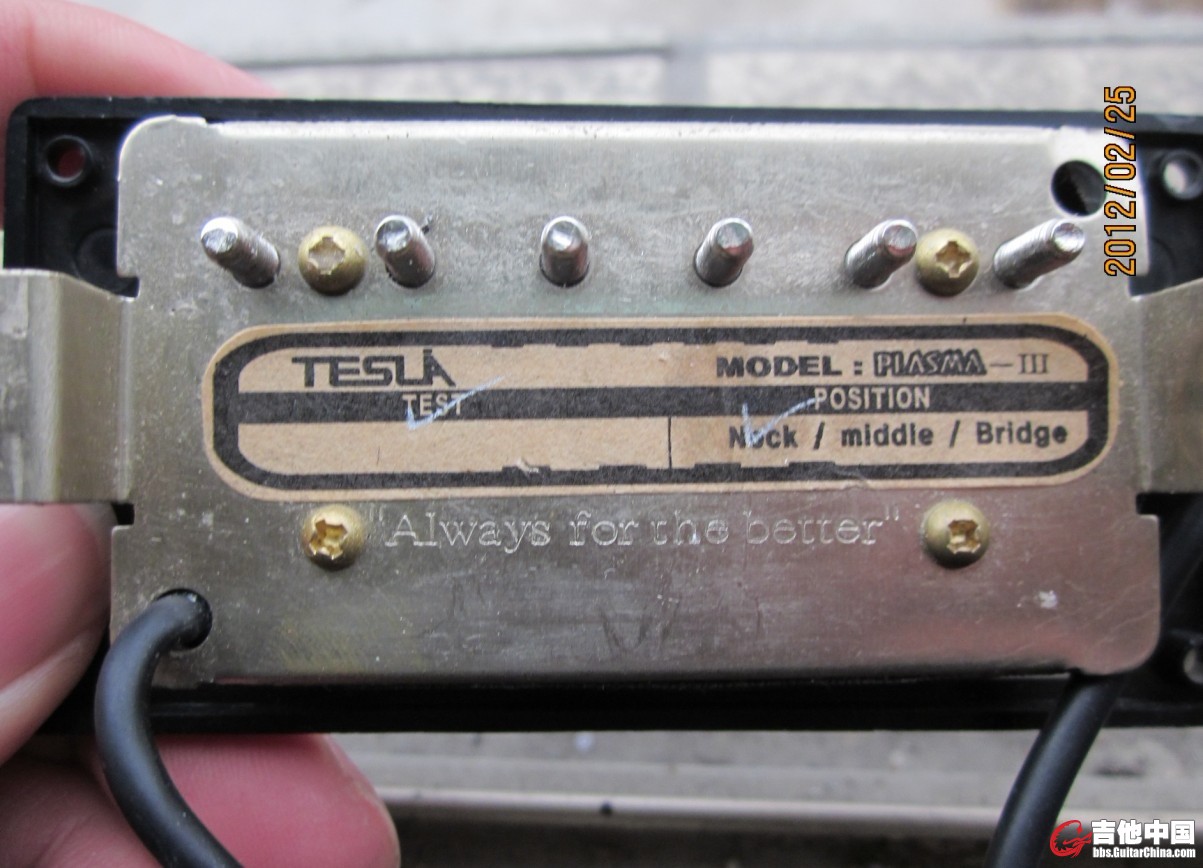 2012/02/25
TESLA
MODEL : PLASMA-III
TEST
POSITION
Neck / middle / Bridge
"Always for the better"
吉他中国
bbs.GuitarChina.com